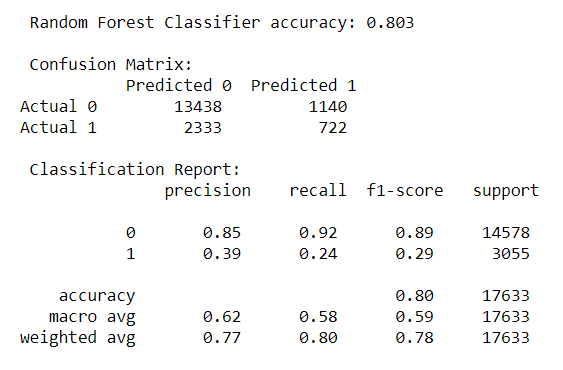 Random Forest Classifier accuracy: 0.803
Confusion Matrix:
Predicted 0 Predicted 1
Actual 0 13438 1140
Actual 1 2333 722
Classification Report:
precision recall f1-score support
0 0.85 0.92 0.89 14578
1 0.39 0.24 0.29 3055
accuracy 0.80 17633
macro avg 0.62 0.58 0.59 17633
weighted avg 0.77 0.80 0.78 17633